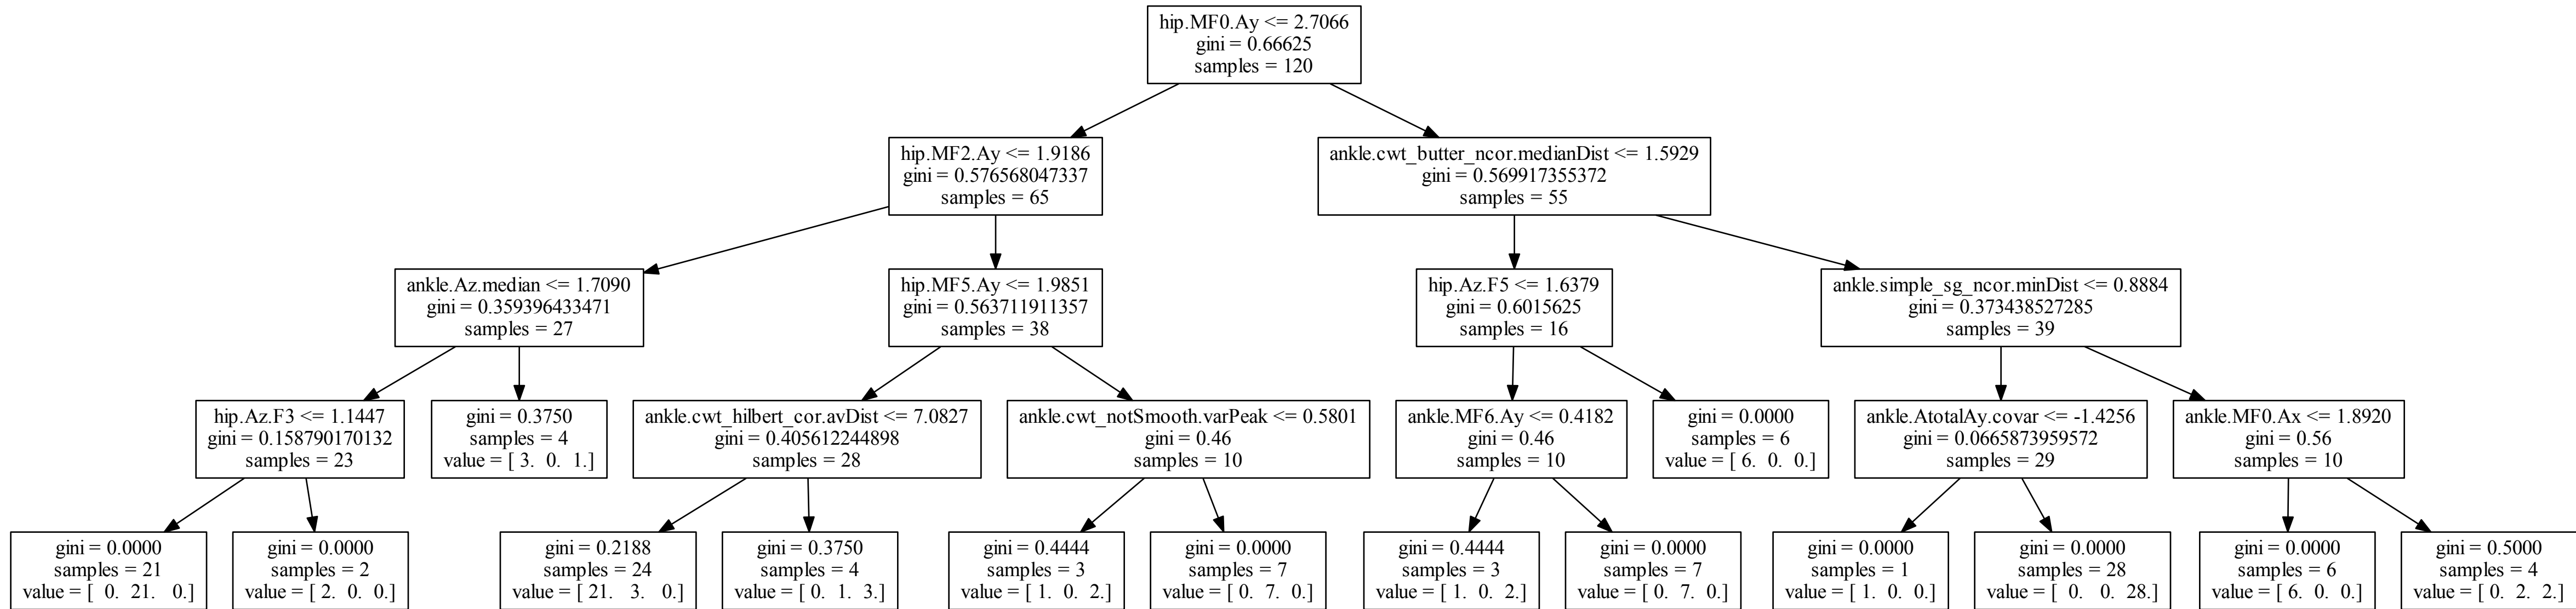 hip.MF0.Ay <= 2.7066
gini = 0.66625
samples = 120
hip.MF2.Ay <= 1.9186
gini = 0.576568047337
samples = 65
ankle.cwt_butter_ncor.medianDist <= 1.5929
gini = 0.569917355372
samples = 55
ankle.Az.median <= 1.7090
gini = 0.359396433471
samples = 27
hip.MF5.Ay <= 1.9851
gini = 0.563711911357
samples = 38
hip.Az.F5 <= 1.6379
gini = 0.6015625
samples = 16
ankle.simple_sg_ncor.minDist <= 0.8884
gini = 0.373438527285
samples = 39
hip.Az.F3 <= 1.1447
gini = 0.158790170132
samples = 23
gini = 0.3750
samples = 4
value = [ 3.  0.  1.]
ankle.cwt_hilbert_cor.avDist <= 7.0827
gini = 0.405612244898
samples = 28
ankle.cwt_notSmooth.varPeak <= 0.5801
gini = 0.46
samples = 10
ankle.MF6.Ay <= 0.4182
gini = 0.46
samples = 10
gini = 0.0000
samples = 6
value = [ 6.  0.  0.]
ankle.AtotalAy.covar <= -1.4256
gini = 0.0665873959572
samples = 29
ankle.MF0.Ax <= 1.8920
gini = 0.56
samples = 10
gini = 0.0000
samples = 21
value = [  0.  21.   0.]
gini = 0.0000
samples = 2
value = [ 2.  0.  0.]
gini = 0.2188
samples = 24
value = [ 21.   3.   0.]
gini = 0.3750
samples = 4
value = [ 0.  1.  3.]
gini = 0.4444
samples = 3
value = [ 1.  0.  2.]
gini = 0.0000
samples = 7
value = [ 0.  7.  0.]
gini = 0.4444
samples = 3
value = [ 1.  0.  2.]
gini = 0.0000
samples = 7
value = [ 0.  7.  0.]
gini = 0.0000
samples = 1
value = [ 1.  0.  0.]
gini = 0.0000
samples = 28
value = [  0.   0.  28.]
gini = 0.0000
samples = 6
value = [ 6.  0.  0.]
gini = 0.5000
samples = 4
value = [ 0.  2.  2.]